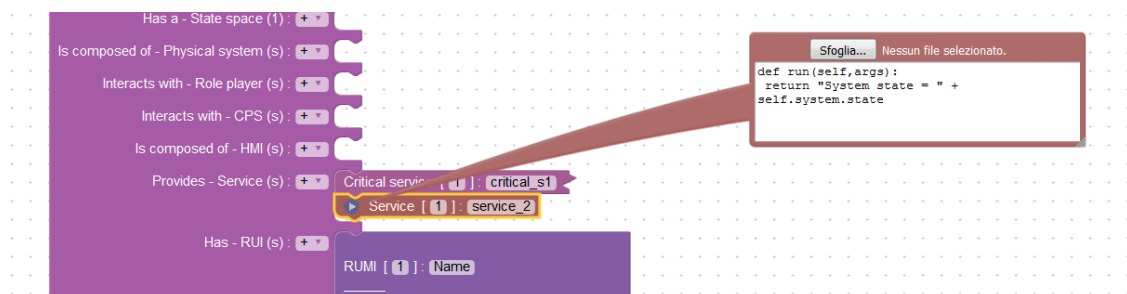 Has a - State space (1) : +
Is composed of - Physical system (s) : +
Interacts with - Role player (s) : +
Interacts with - CPS (s) : +
Is composed of - HMI (s) : +
Provides - Service (s) : +
Critical service [ 1 ] : critical_s1
Service [ 1 ] : service_2
Has - RUI (s) : +
RUMI [ 1 ] : Name
Sfoglia... Nessun file selezionato.
def run(self,args):
return "System state = " +
self.system.state